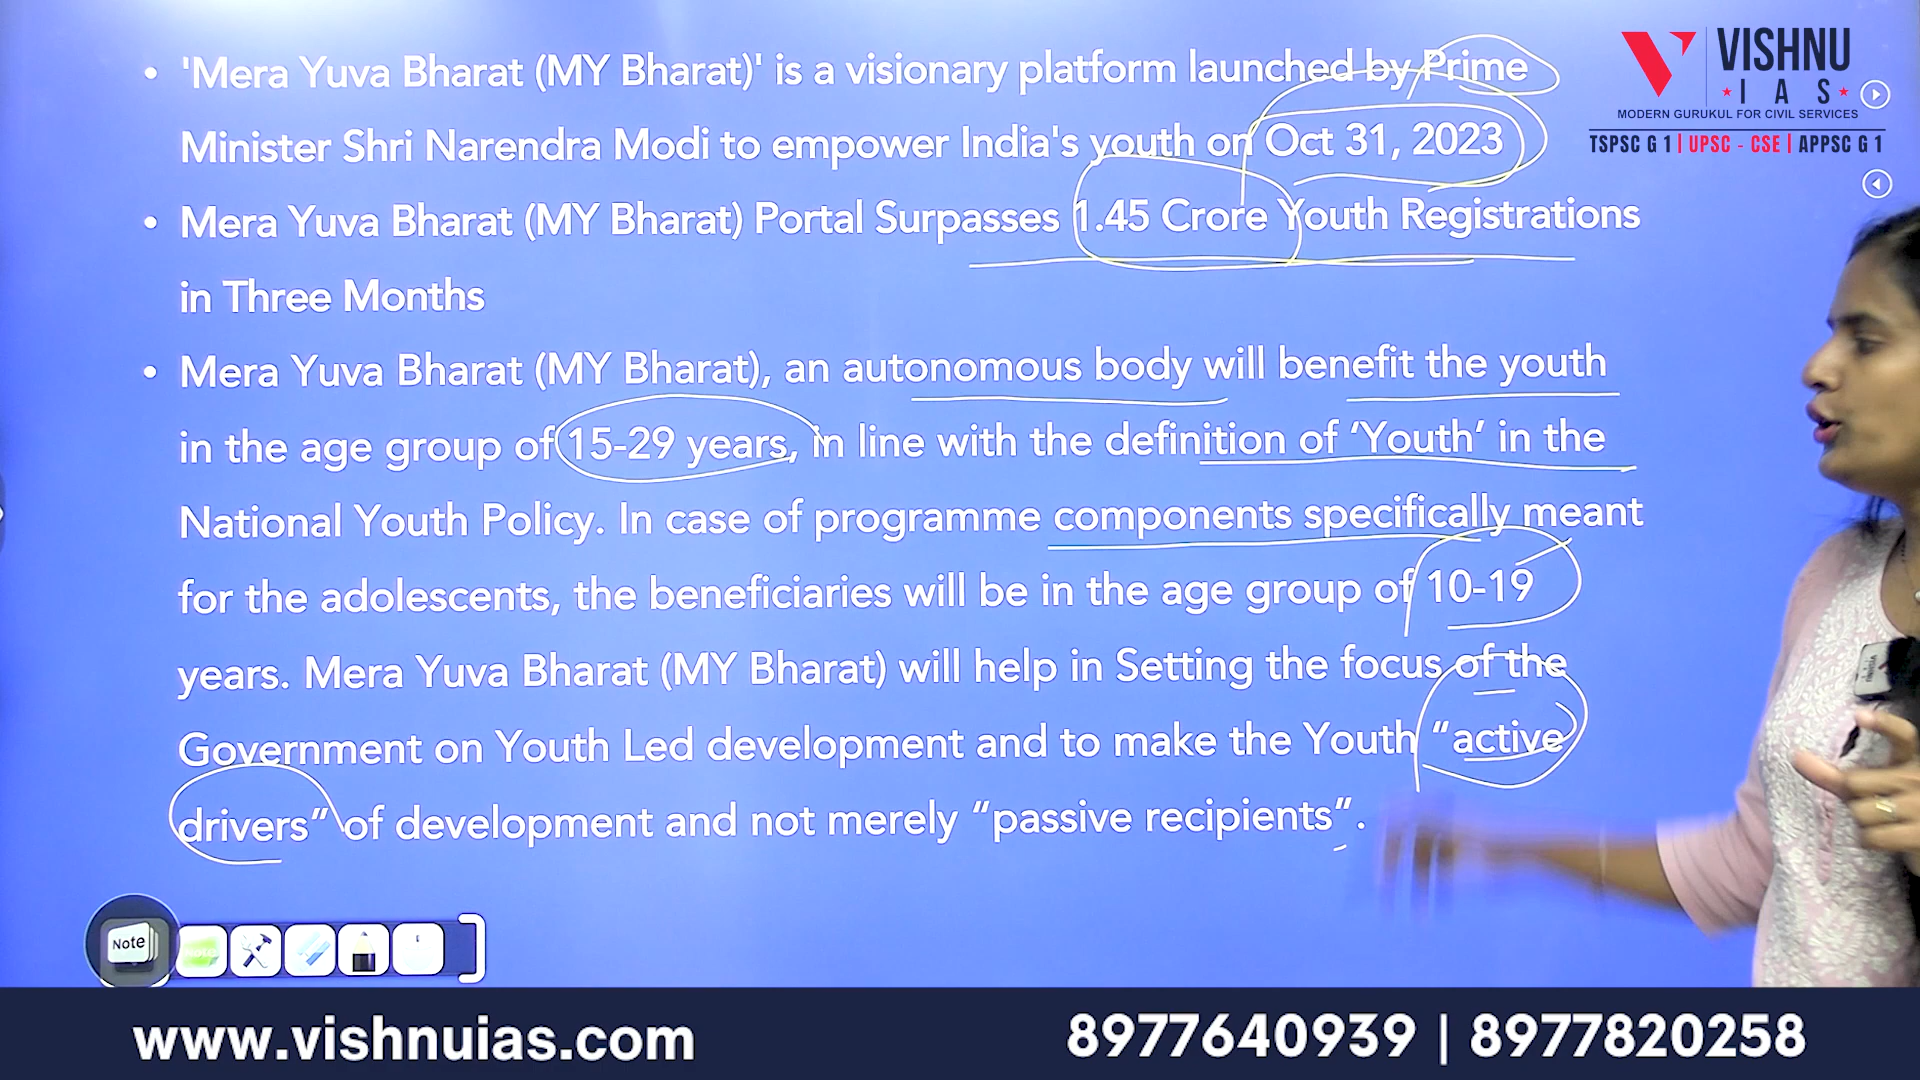 • 'Mera Yuva Bharat (MY Bharat)' is a visionary platform launched by Prime
Minister Shri Narendra Modi to empower India's youth on Oct 31, 2023
• Mera Yuva Bharat (MY Bharat) Portal Surpasses 1.45 Crore Youth Registrations
in Three Months
• Mera Yuva Bharat (MY Bharat), an autonomous body will benefit the youth
in the age group of 15-29 years, in line with the definition of ‘Youth’ in the
National Youth Policy. In case of programme components specifically meant
for the adolescents, the beneficiaries will be in the age group of 10-19
years. Mera Yuva Bharat (MY Bharat) will help in Setting the focus of the
Government on Youth Led development and to make the Youth “active
drivers” of development and not merely “passive recipients”.
VISHNU
IAS
MODERN GURUKUL FOR CIVIL SERVICES
TSPSC G 1 | UPSC - CSE | APPSC G 1
Note
www.vishnuias.com
8977640939 | 8977820258